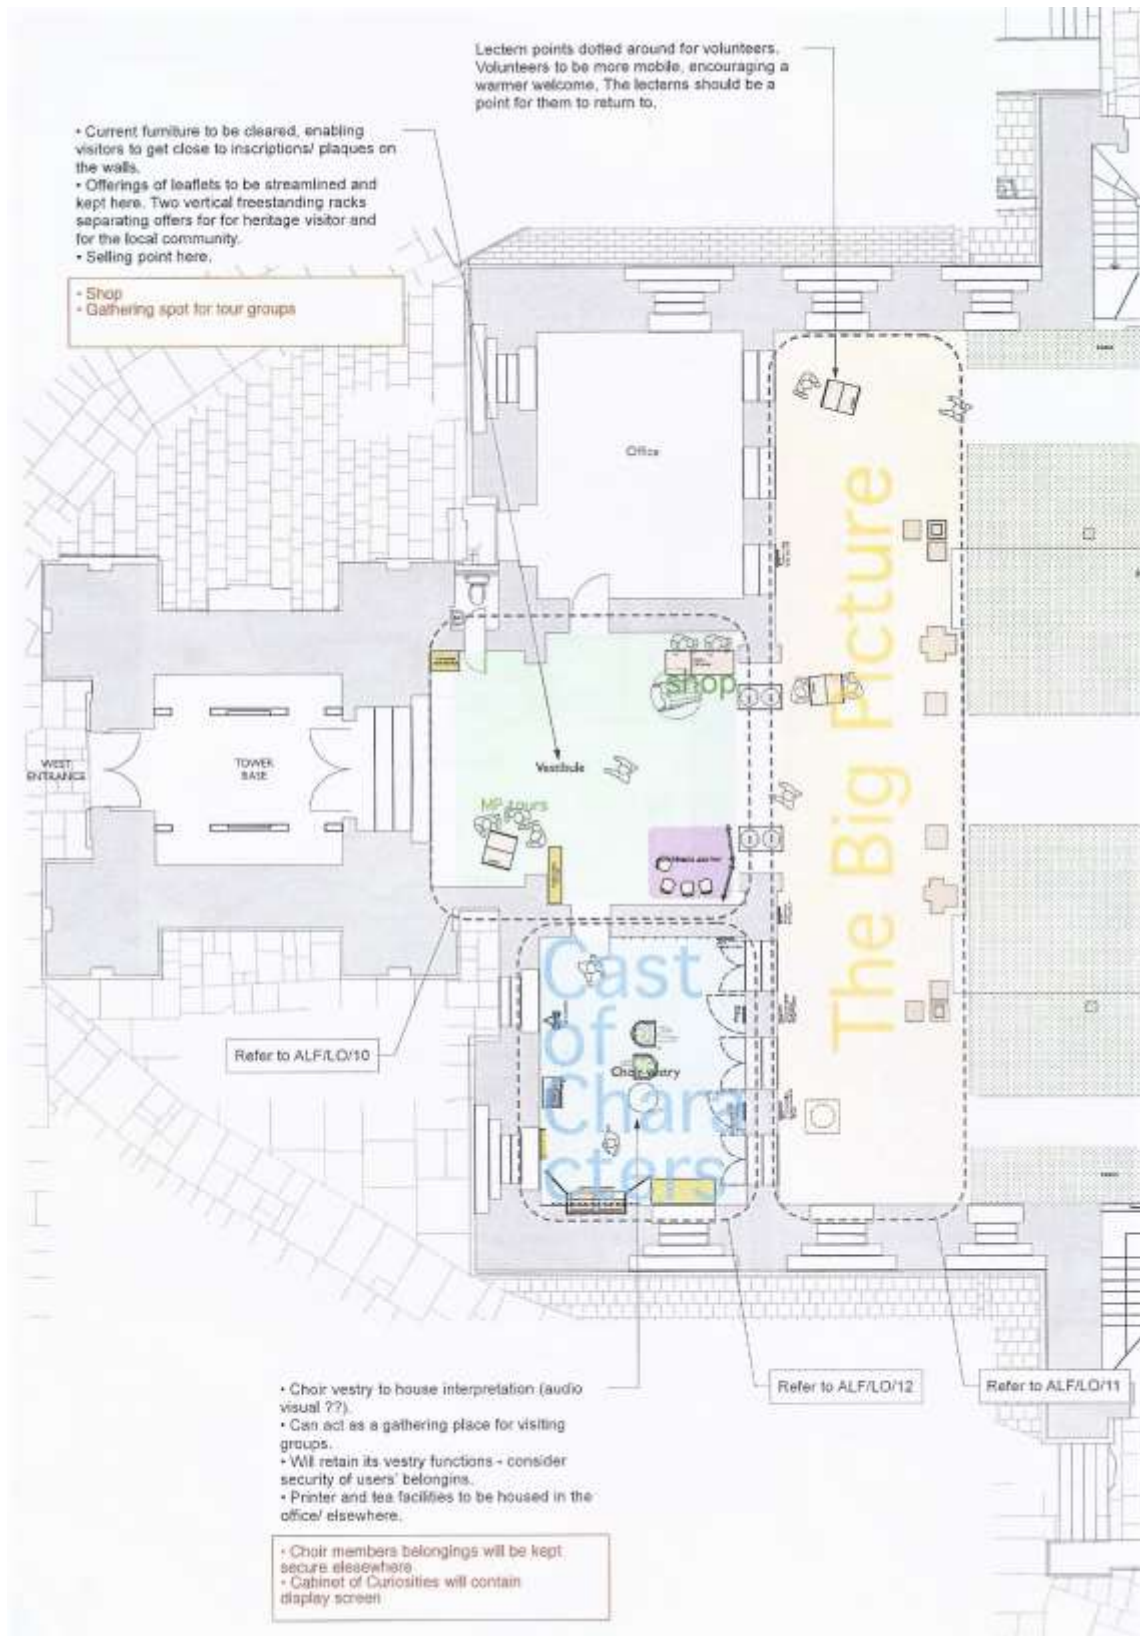 Lectern points dotted around for volunteers.
Volunteers to be more mobile, encouraging a
warmer welcome, The lecterns should be a
point for them to return to.
• Current furniture to be cleared, enabling
visitors to get close to inscriptions/ plaques on
the walls.
• Offerings of leaflets to be streamlined and
kept here. Two vertical freestanding racks
separating offers for for heritage visitor and
for the local community.
• Selling point here.
• Shop
• Gathering spot for tour groups
Office
The Big Picture
shop
WEST
ENTRANCE
TOWER
BASE
Vestibule
MP tours
Cast
of
Chara
cters
Choir vestry
Refer to ALF/LO/10
Refer to ALF/LO/12
Refer to ALF/LO/11
• Choir vestry to house interpretation (audio
visual ??).
• Can act as a gathering place for visiting
groups.
• Will retain its vestry functions - consider
security of users' belongins.
• Printer and tea facilities to be housed in the
office/ elsewhere.
• Choir members belongings will be kept
secure elesewhere
• Cabinet of Curiosities will contain
display screen